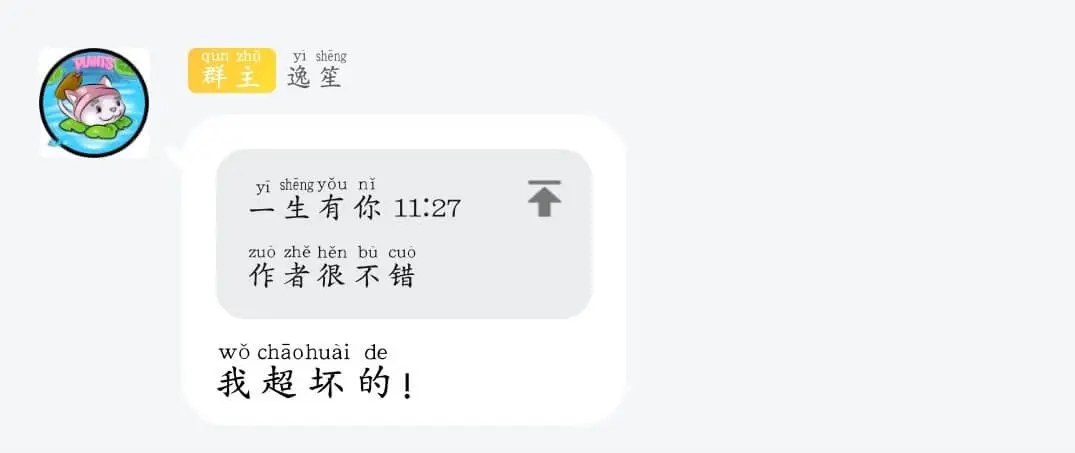 PLANTS
qún zhǔ yì shēng
群主 逸笙
yī shēng yǒu nǐ
一生有你 11:27
zuò zhě hěn bù cuò
作者很不错
wǒ chāo huài de
我超坏的!